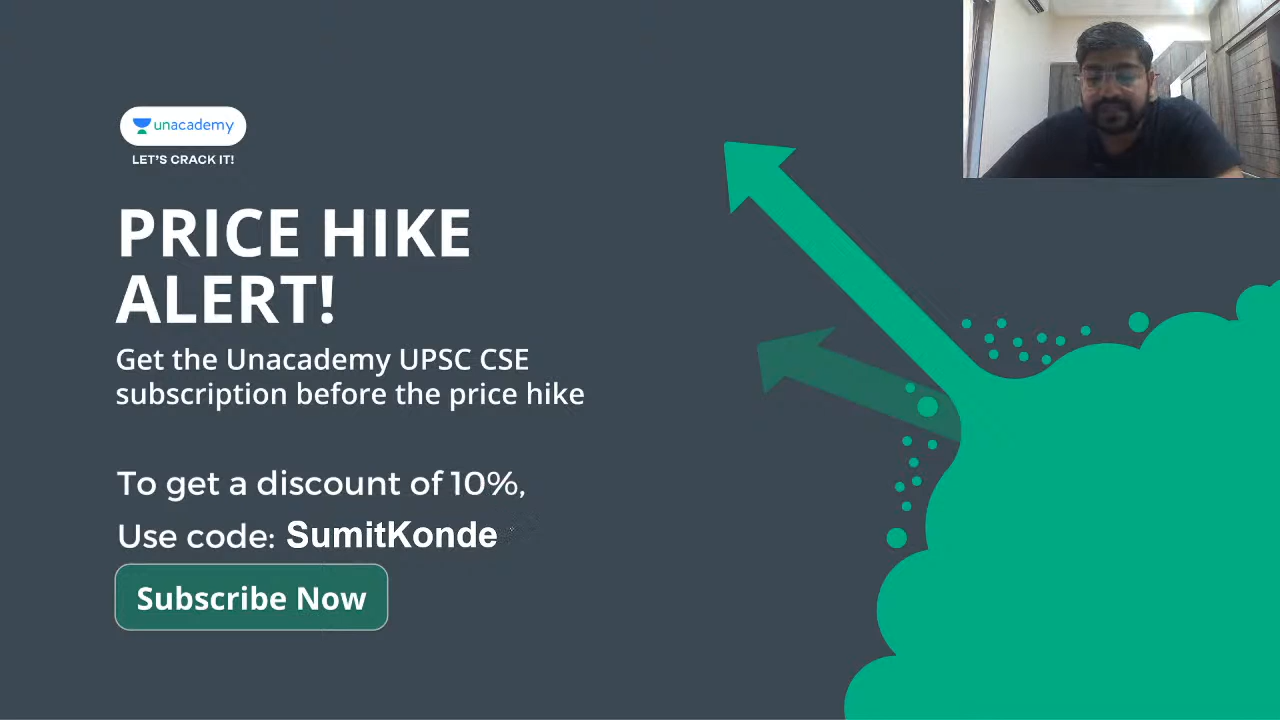 unacademy
LET'S CRACK IT!
PRICE HIKE
ALERT!
Get the Unacademy UPSC CSE
subscription before the price hike
To get a discount of 10%,
Use code: SumitKonde
Subscribe Now